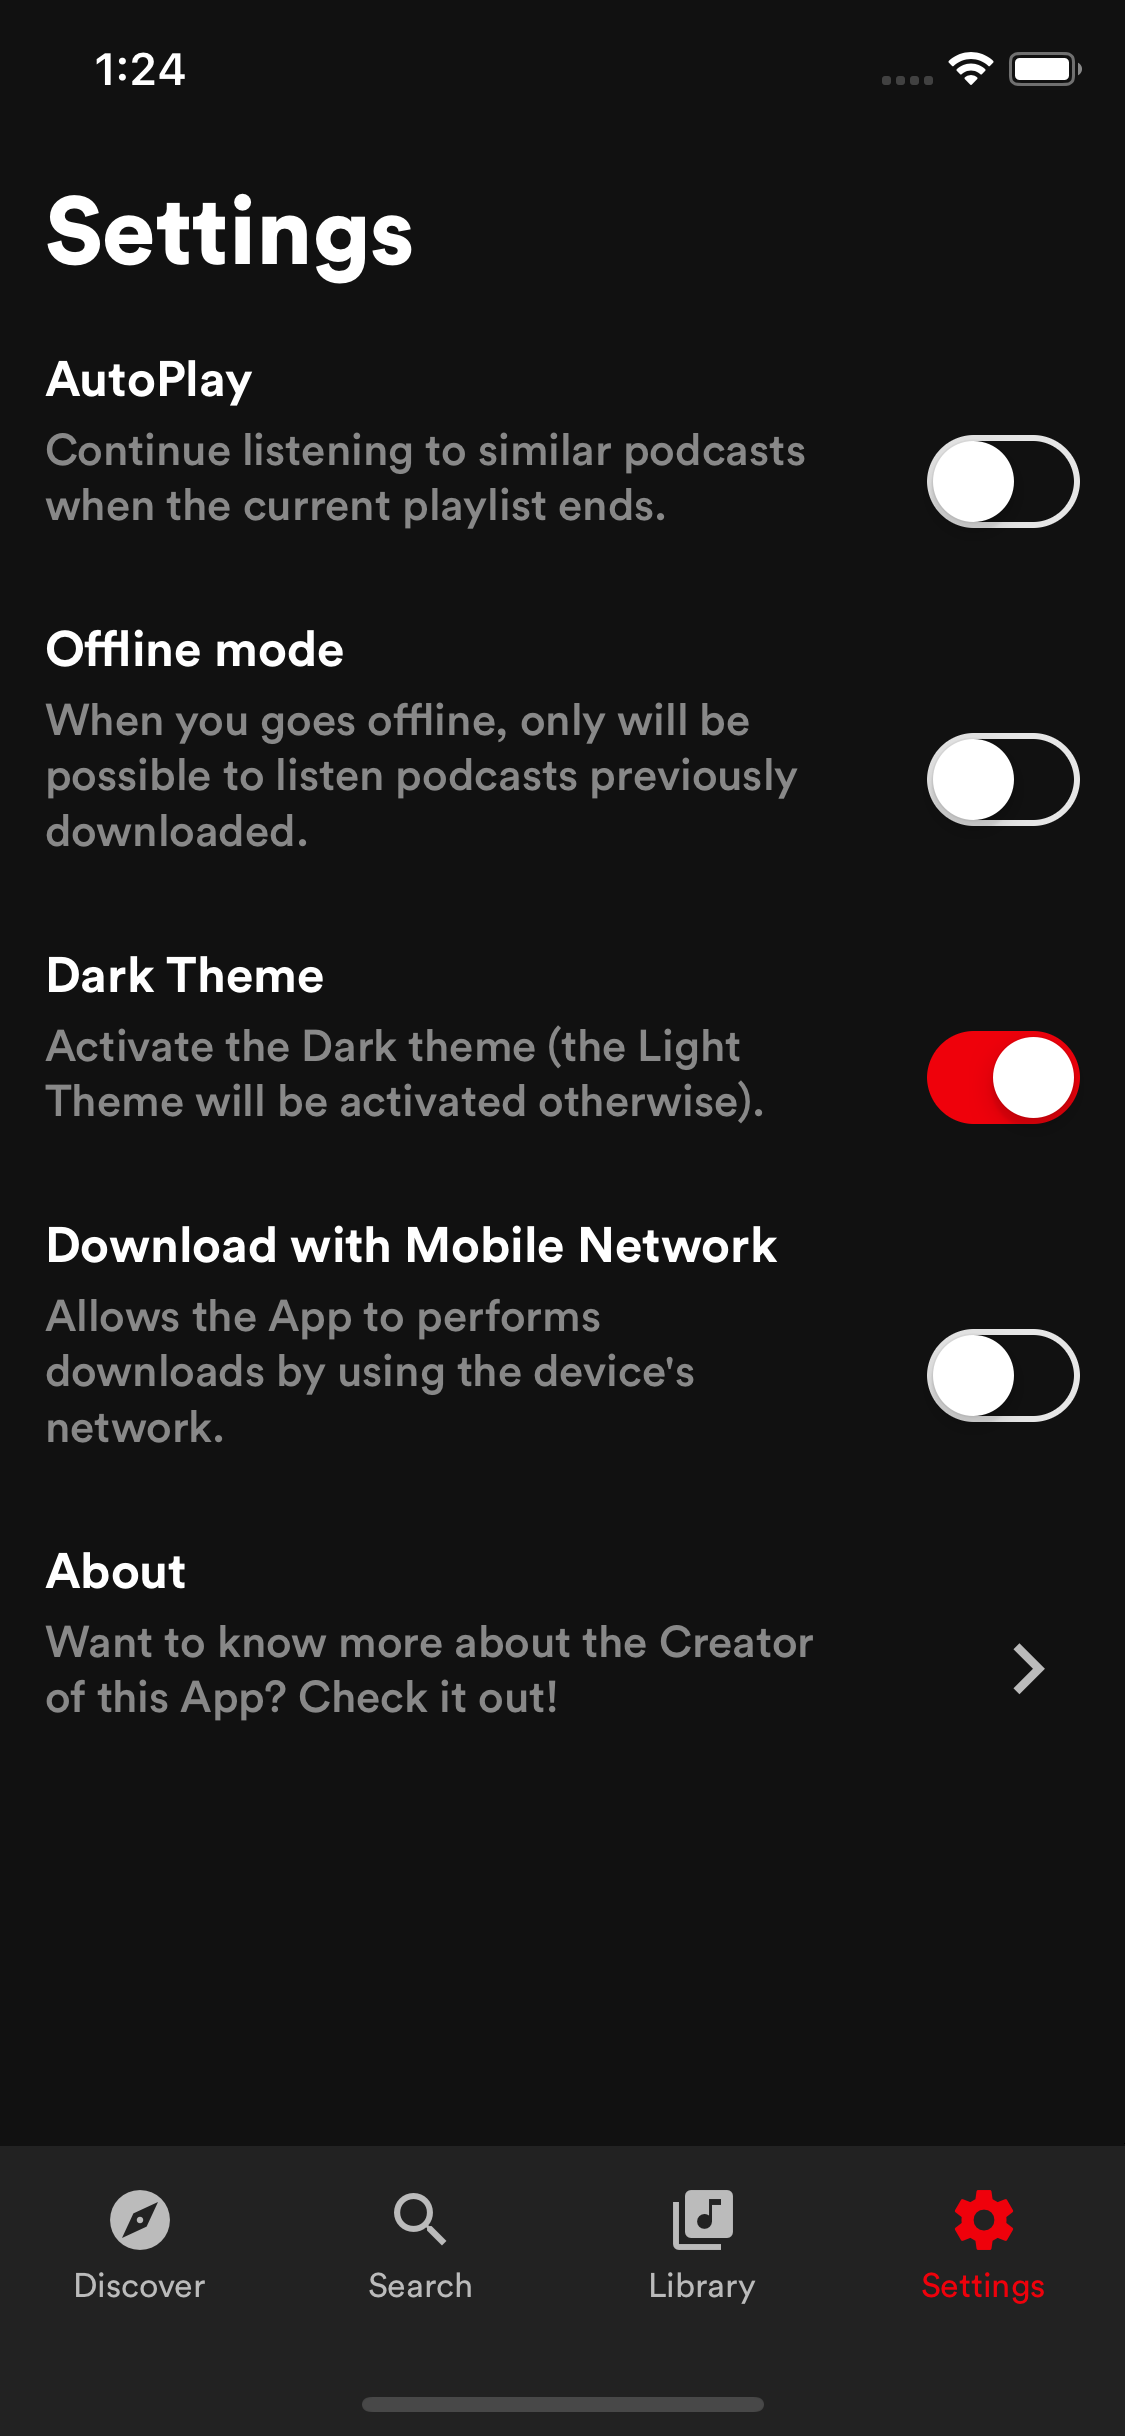 1:24
Settings
AutoPlay
Continue listening to similar podcasts
when the current playlist ends.
Offline mode
When you goes offline, only will be
possible to listen podcasts previously
downloaded.
Dark Theme
Activate the Dark theme (the Light
Theme will be activated otherwise).
Download with Mobile Network
Allows the App to performs
downloads by using the device's
network.
About
Want to know more about the Creator
of this App? Check it out!
Discover
Search
Library
Settings